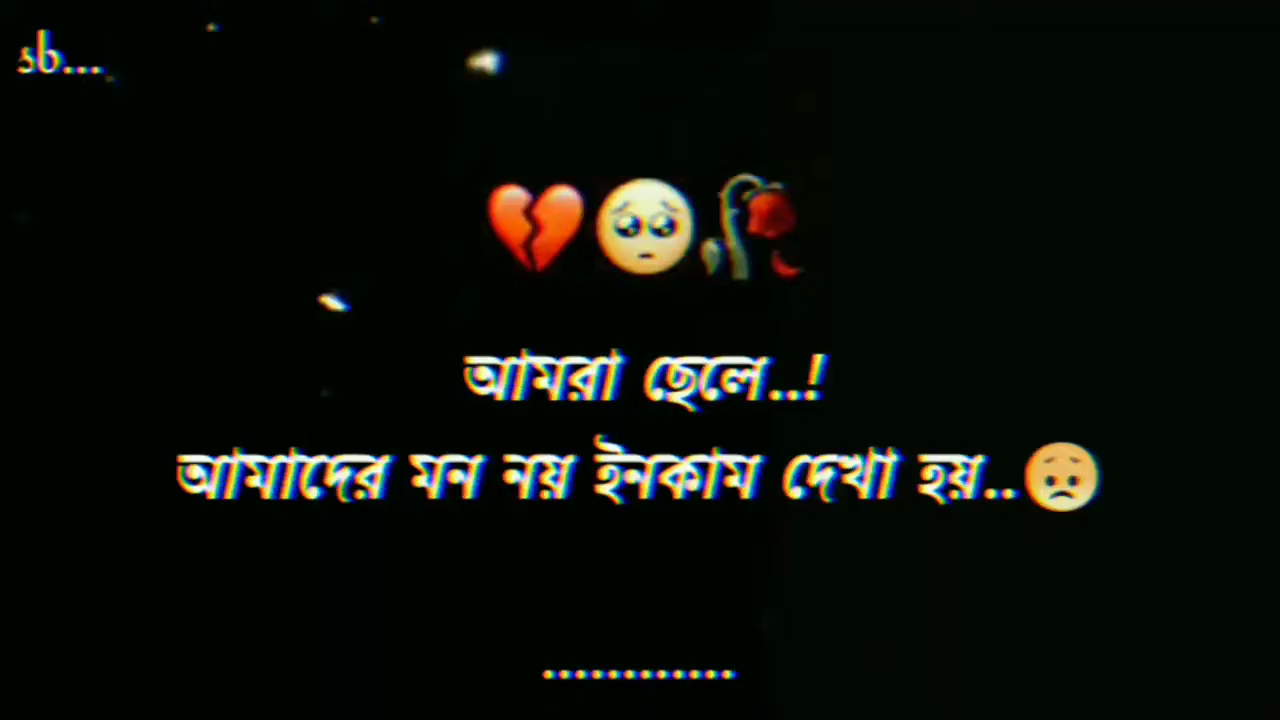 sb...
💔🥺🥀
আমরা ছেলে..!
আমাদের মন নয় ইনকাম দেখা হয়..😞
............